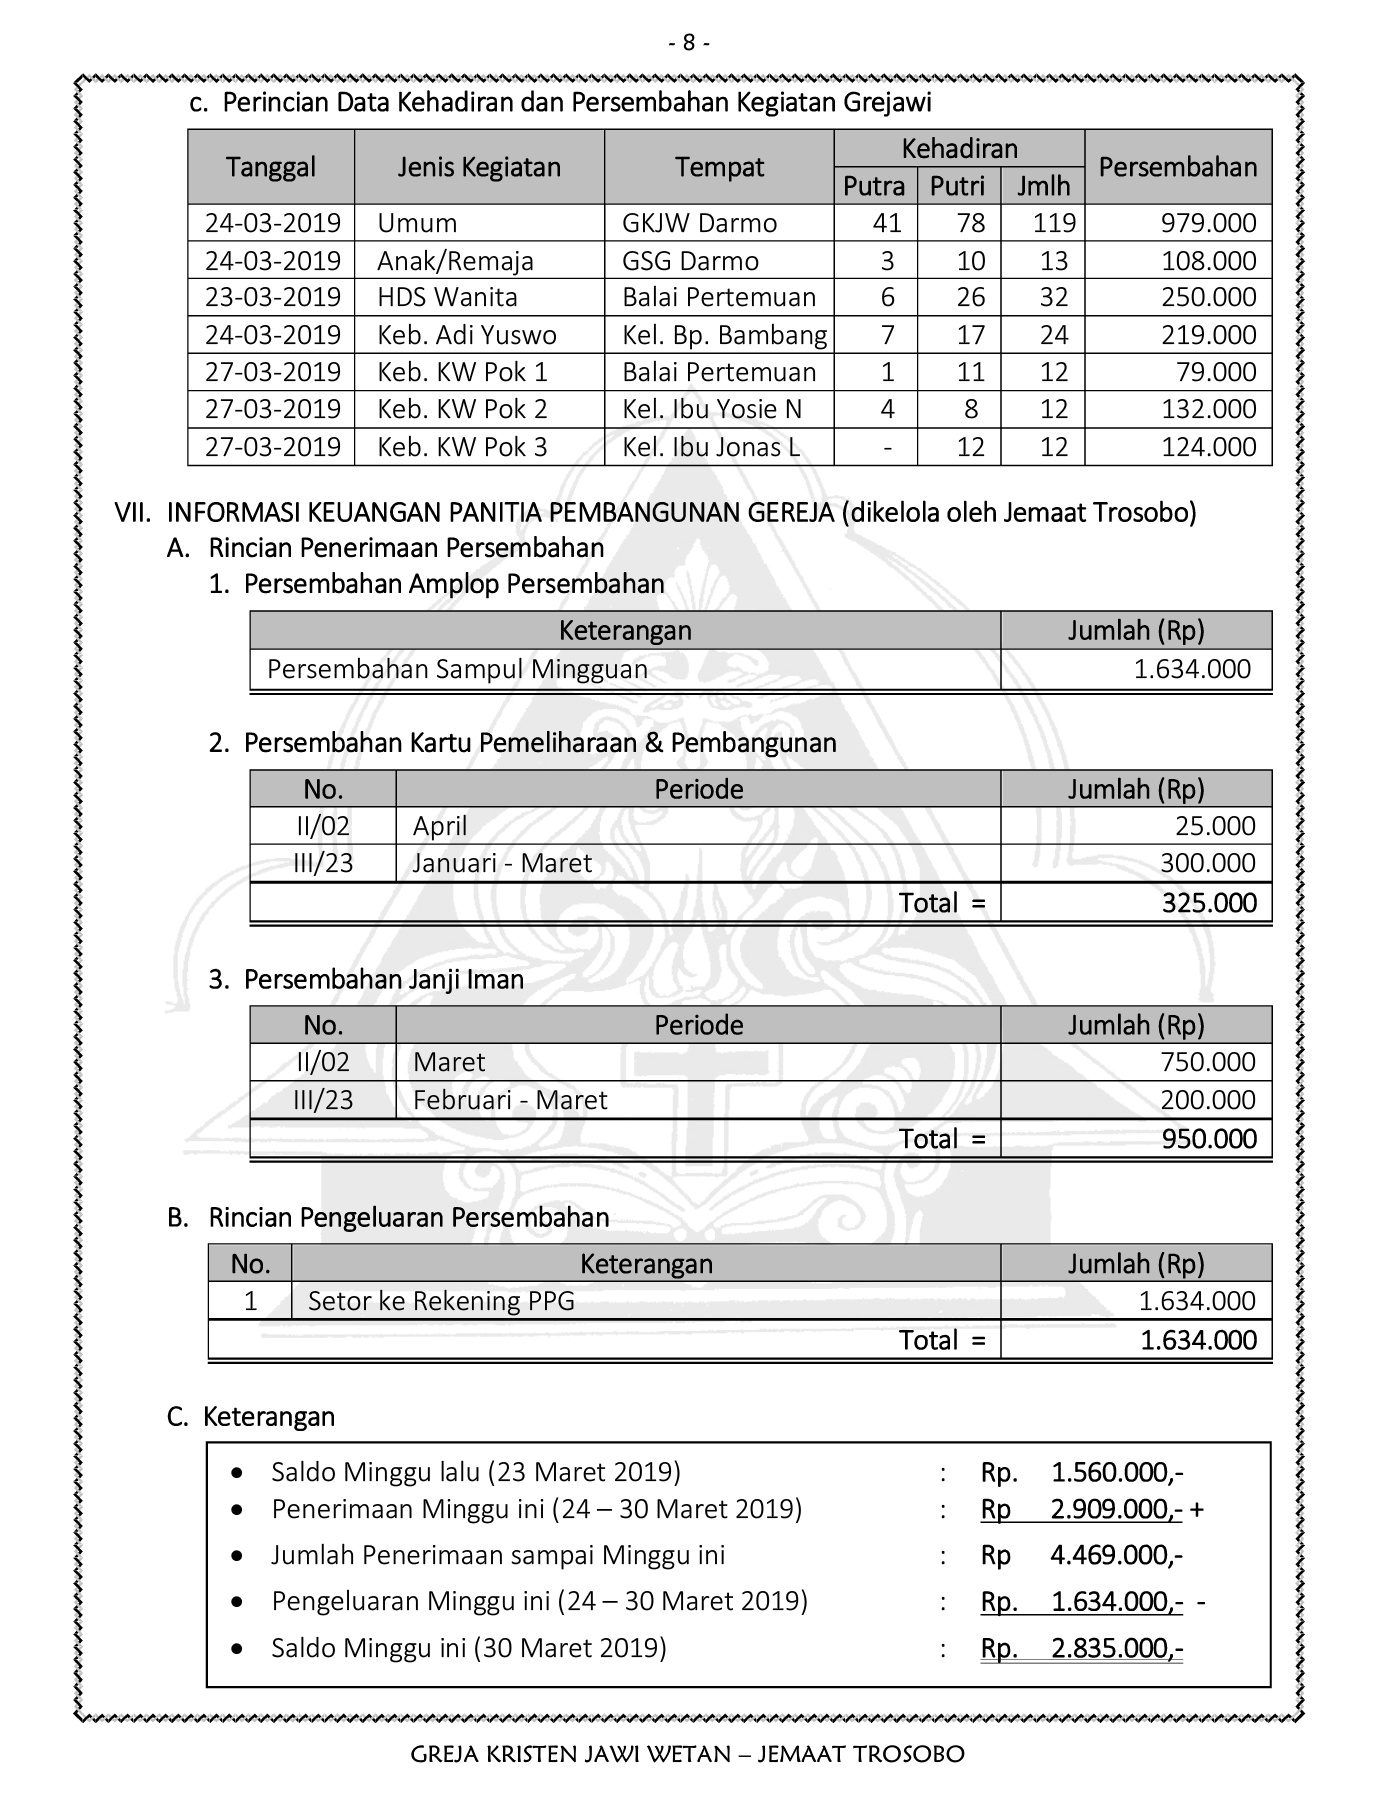 - 8 -
c. Perincian Data Kehadiran dan Persembahan Kegiatan Grejawi
Tanggal Jenis Kegiatan Tempat Kehadiran Persembahan
Putra Putri Jmlh
24-03-2019 Umum GKJW Darmo 41 78 119 979.000
24-03-2019 Anak/Remaja GSG Darmo 3 10 13 108.000
23-03-2019 HDS Wanita Balai Pertemuan 6 26 32 250.000
24-03-2019 Keb. Adi Yuswo Kel. Bp. Bambang 7 17 24 219.000
27-03-2019 Keb. KW Pok 1 Balai Pertemuan 1 11 12 79.000
27-03-2019 Keb. KW Pok 2 Kel. Ibu Yosie N 4 8 12 132.000
27-03-2019 Keb. KW Pok 3 Kel. Ibu Jonas L - 12 12 124.000
VII. INFORMASI KEUANGAN PANITIA PEMBANGUNAN GEREJA (dikelola oleh Jemaat Trosobo)
A. Rincian Penerimaan Persembahan
1. Persembahan Amplop Persembahan
Keterangan Jumlah (Rp)
Persembahan Sampul Mingguan 1.634.000
2. Persembahan Kartu Pemeliharaan & Pembangunan
No. Periode Jumlah (Rp)
II/02 April 25.000
III/23 Januari - Maret 300.000
Total = 325.000
3. Persembahan Janji Iman
No. Periode Jumlah (Rp)
II/02 Maret 750.000
III/23 Februari - Maret 200.000
Total = 950.000
B. Rincian Pengeluaran Persembahan
No. Keterangan Jumlah (Rp)
1 Setor ke Rekening PPG 1.634.000
Total = 1.634.000
C. Keterangan
• Saldo Minggu lalu (23 Maret 2019) : Rp. 1.560.000,-
• Penerimaan Minggu ini (24 – 30 Maret 2019) : Rp 2.909.000,- +
• Jumlah Penerimaan sampai Minggu ini : Rp 4.469.000,-
• Pengeluaran Minggu ini (24 – 30 Maret 2019) : Rp. 1.634.000,- -
• Saldo Minggu ini (30 Maret 2019) : Rp. 2.835.000,-
GREJA KRISTEN JAWI WETAN – JEMAAT TROSOBO